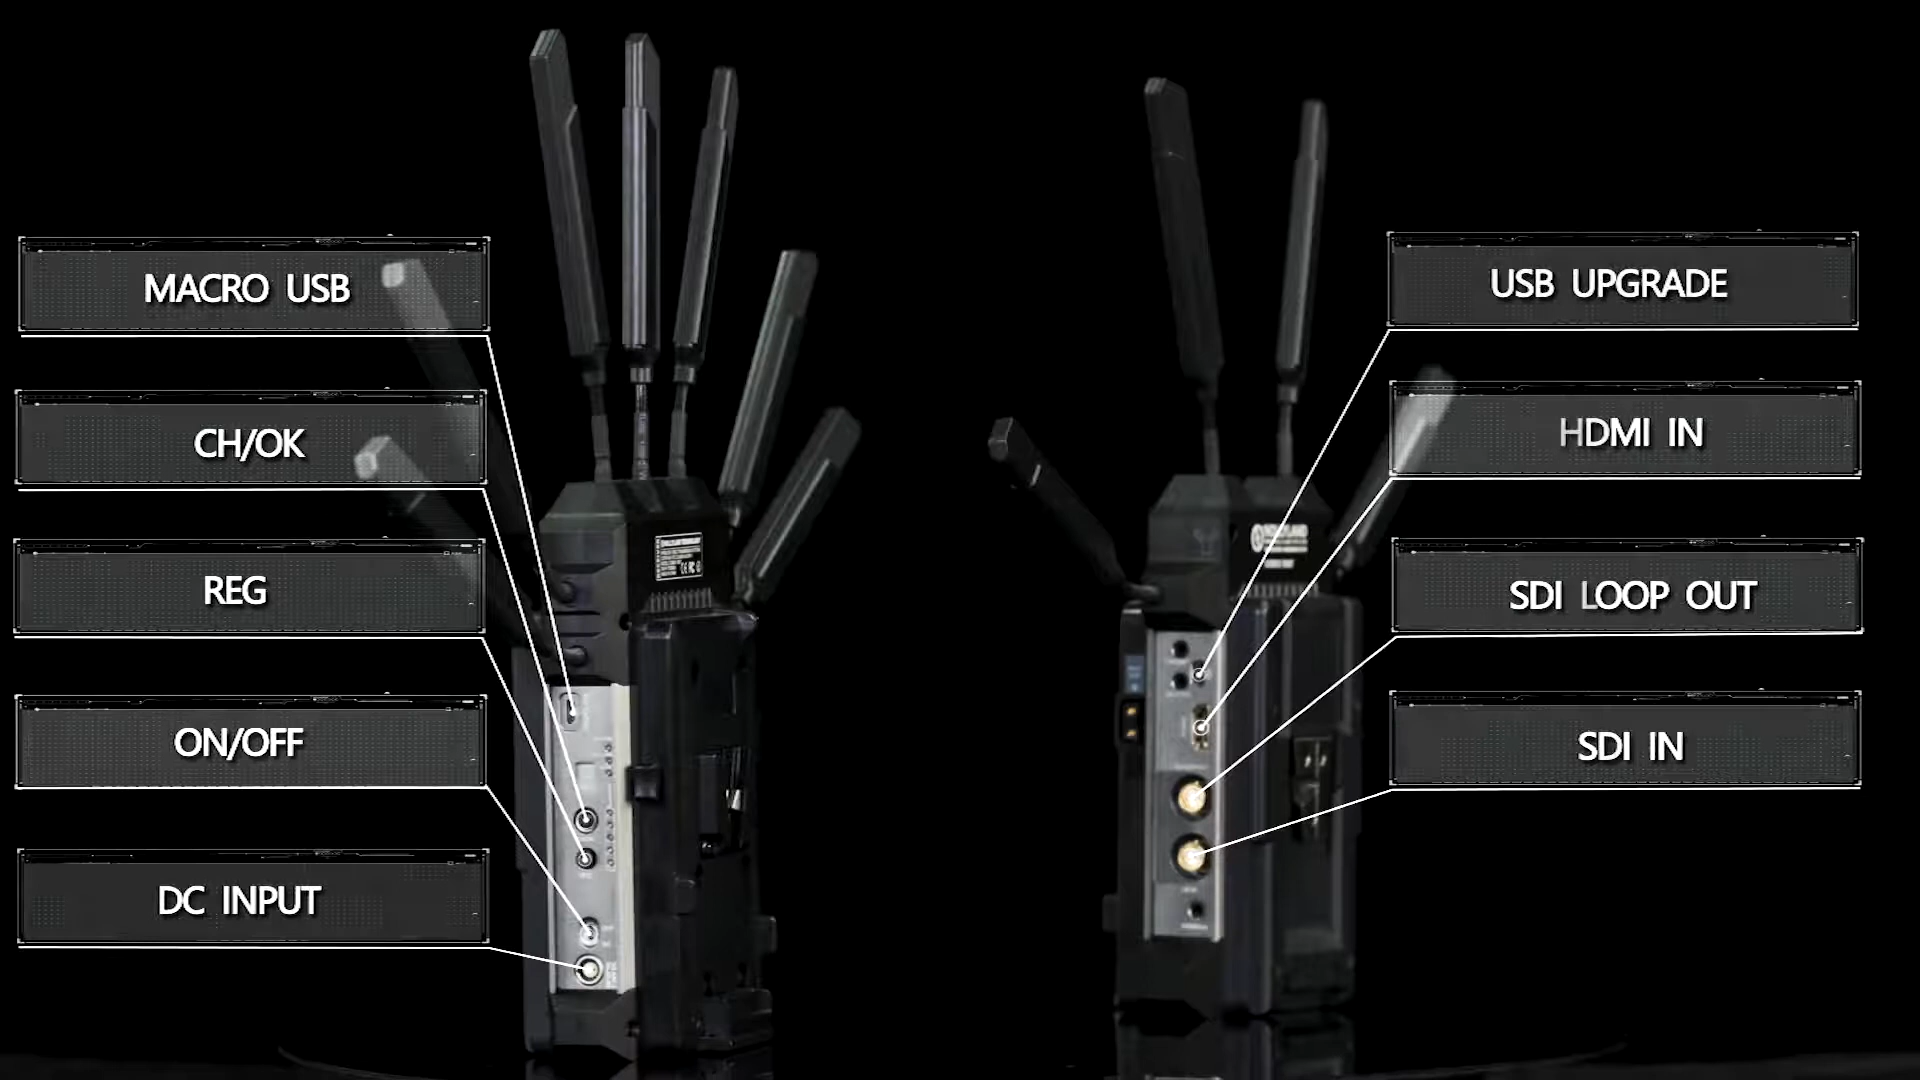 MACRO USB
CH/OK
REG
ON/OFF
DC INPUT
USB UPGRADE
HDMI IN
SDI LOOP OUT
SDI IN